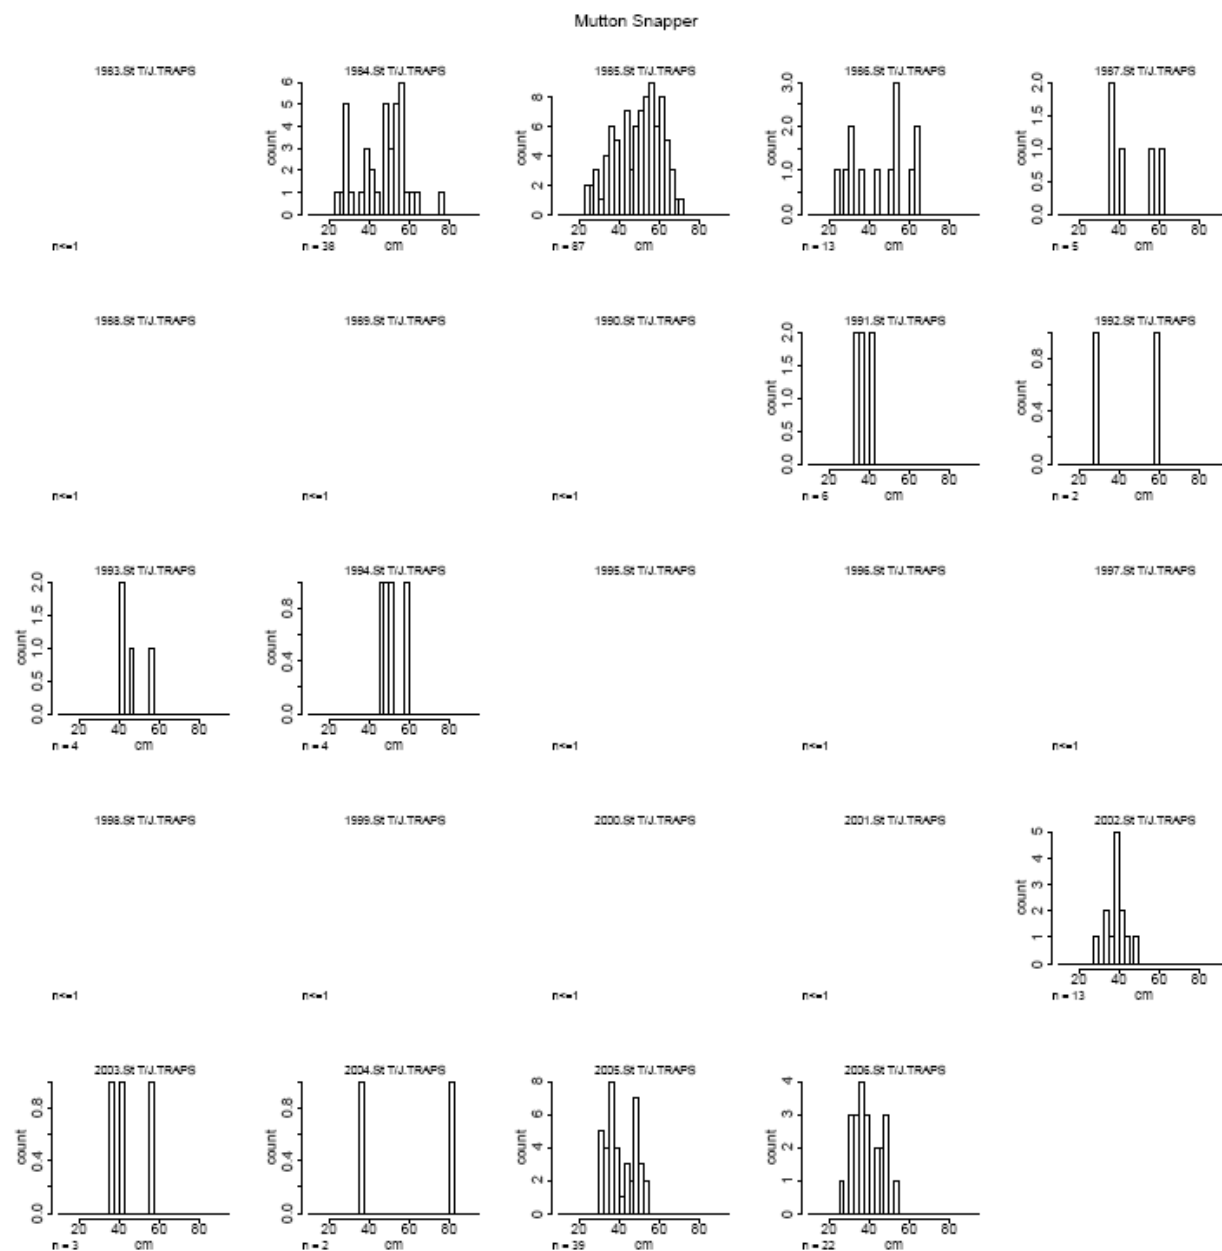 Mutton Snapper
1983.St T/J.TRAPS
n<=1
1984.St T/J.TRAPS
count
0 1 2 3 4 5 6
20 40 60 80
n = 38 cm
1985.St T/J.TRAPS
count
0 2 4 6 8
20 40 60 80
n = 87 cm
1986.St T/J.TRAPS
count
0.0 1.0 2.0 3.0
20 40 60 80
n = 13 cm
1987.St T/J.TRAPS
count
0.0 0.5 1.0 1.5 2.0
20 40 60 80
n = 5 cm
1988.St T/J.TRAPS
n<=1
1989.St T/J.TRAPS
n<=1
1990.St T/J.TRAPS
n<=1
1991.St T/J.TRAPS
count
0.0 0.5 1.0 1.5 2.0
20 40 60 80
n = 6 cm
1992.St T/J.TRAPS
count
0.0 0.4 0.8
20 40 60 80
n = 2 cm
1993.St T/J.TRAPS
count
0.0 0.5 1.0 1.5 2.0
20 40 60 80
n = 4 cm
1994.St T/J.TRAPS
count
0.0 0.4 0.8
20 40 60 80
n = 4 cm
1995.St T/J.TRAPS
n<=1
1996.St T/J.TRAPS
n<=1
1997.St T/J.TRAPS
n<=1
1998.St T/J.TRAPS
n<=1
1999.St T/J.TRAPS
n<=1
2000.St T/J.TRAPS
n<=1
2001.St T/J.TRAPS
n<=1
2002.St T/J.TRAPS
count
0 1 2 3 4 5
20 40 60 80
n = 13 cm
2003.St T/J.TRAPS
count
0.0 0.4 0.8
20 40 60 80
n = 3 cm
2004.St T/J.TRAPS
count
0.0 0.4 0.8
20 40 60 80
n = 2 cm
2005.St T/J.TRAPS
count
0 2 4 6 8
20 40 60 80
n = 39 cm
2006.St T/J.TRAPS
count
0 1 2 3 4
20 40 60 80
n = 22 cm